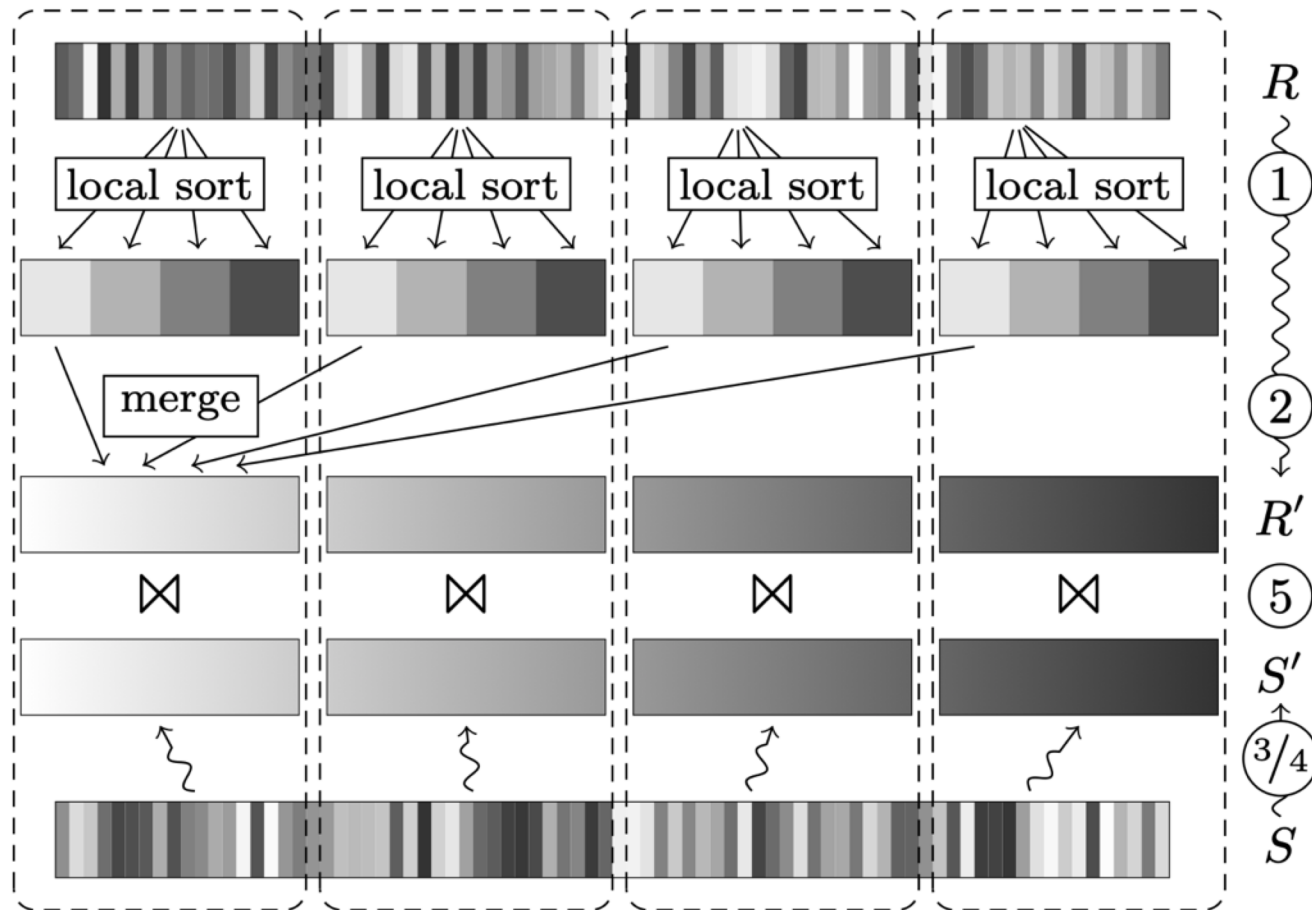 R
1
local sort local sort local sort local sort
merge
2
R′
⋈ ⋈ ⋈ ⋈
5
S′
3/4
S